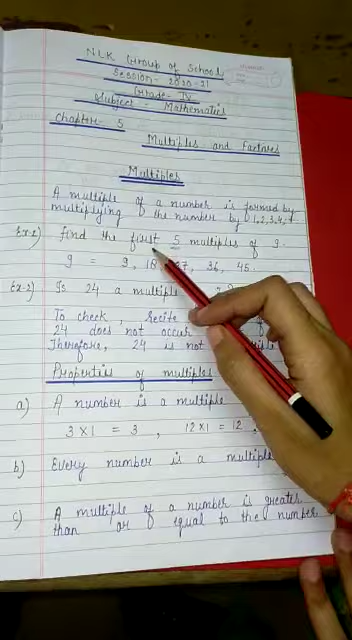 NLK Group of School
Session - 2020-21
Grade - IV
Subject - Mathematics
Chapter - 5
Multiples and Factors
Multiples
A multiple of a number is formed by
multiplying the number by 1, 2, 3, 4,
Ex-1) Find the first 5 multiples of 9.
9 = 9, 18, 27, 36, 45.
Ex-2) Is 24 a multiple
To check, recite of
24 does not occur
Therefore, 24 is not
Properties of multiples
a) A number is a multiple
3 × 1 = 3 , 12 × 1 = 12
b) Every number is a multiple
c) A multiple of a number is greater
than or equal to the number